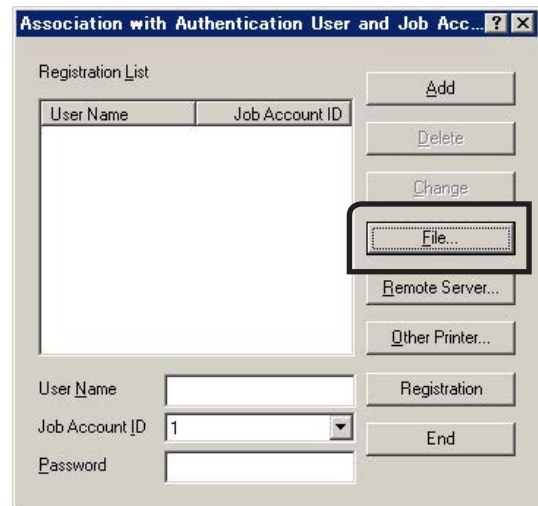 Association with Authentication User and Job Acc...
Registration List
User Name Job Account ID
Add
Delete
Change
File...
Remote Server...
Other Printer...
User Name
Registration
Job Account ID 1
End
Password